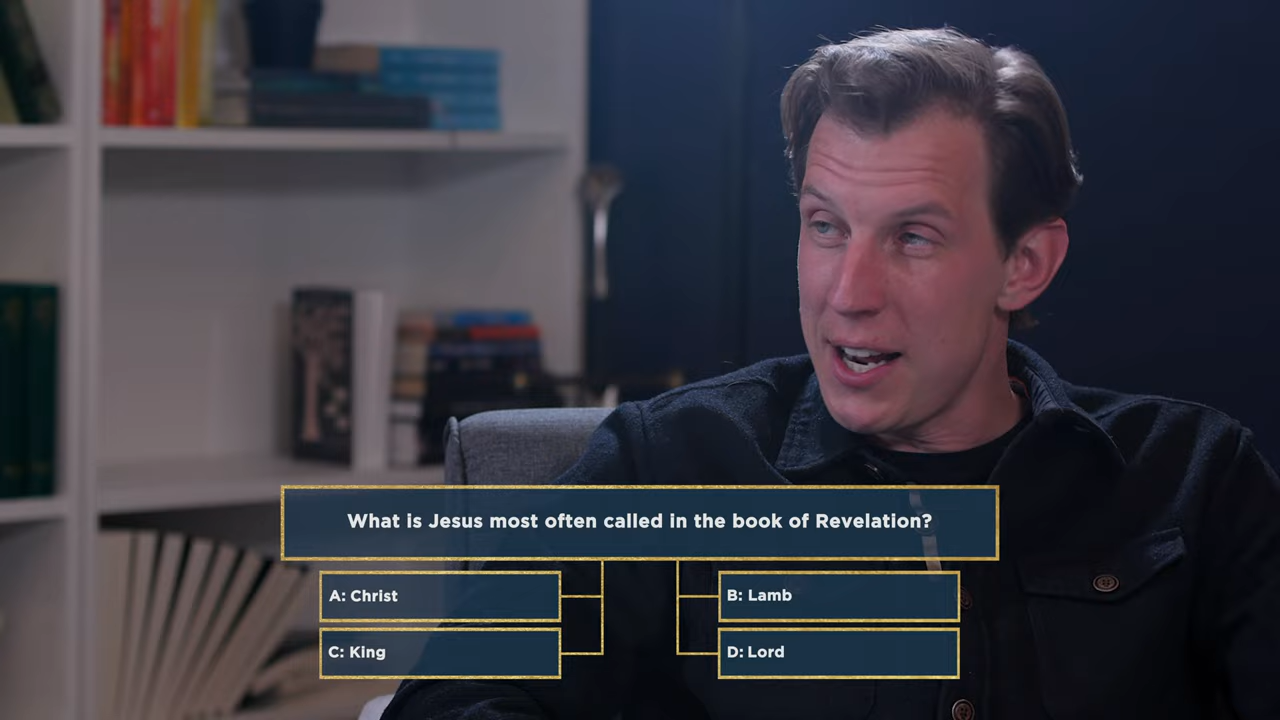 What is Jesus most often called in the book of Revelation?
A: Christ
B: Lamb
C: King
D: Lord